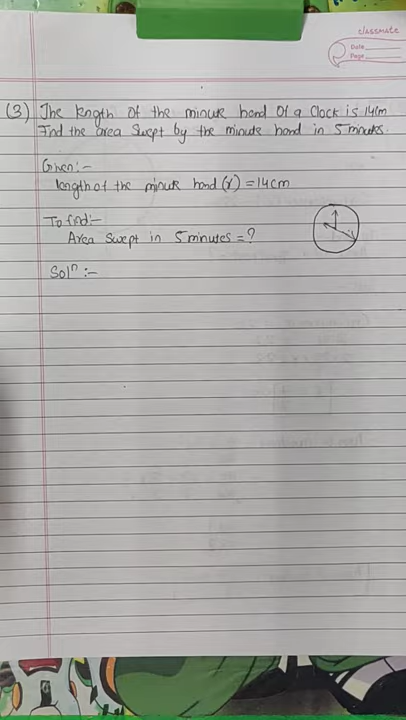 classmate
Date
Page
(3) The length of the minute hand of a clock is 14cm
Find the area swept by the minute hand in 5 minutes.
Given:-
length of the minute hand (r) = 14cm
To find:-
Area swept in 5 minutes = ?
Solⁿ :-